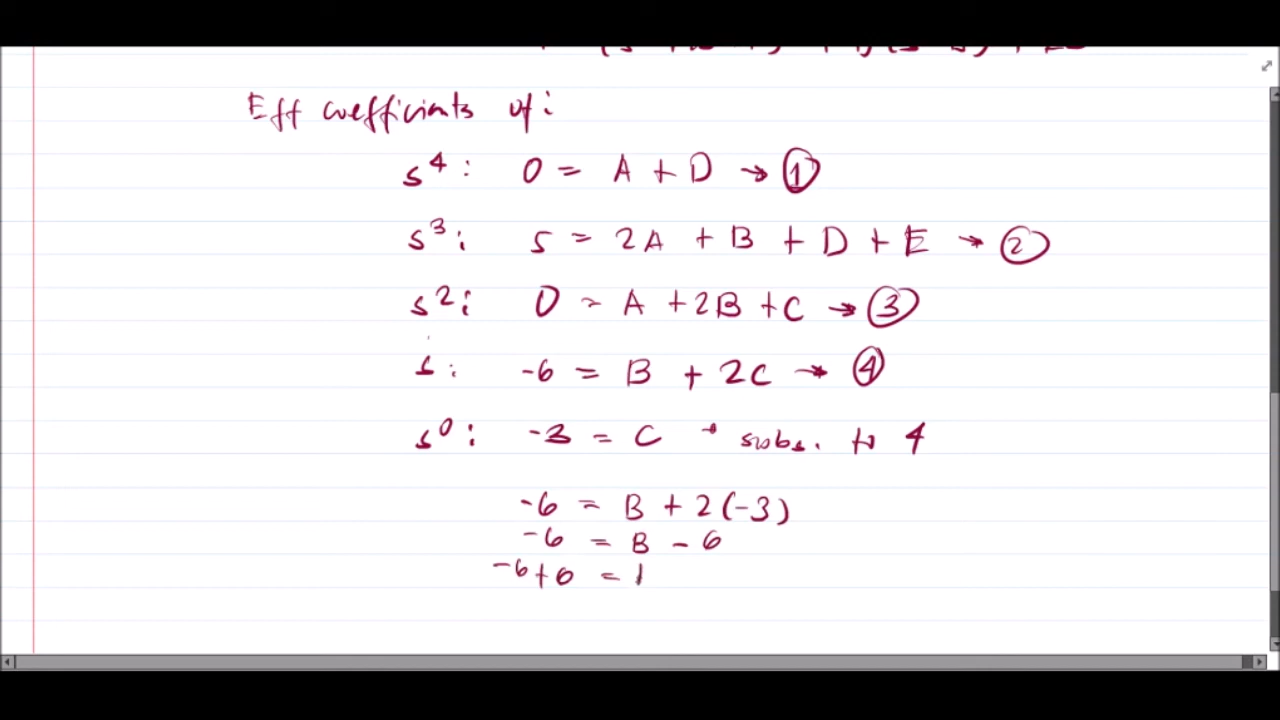 Eff coefficients of:
s⁴: 0 = A + D → ①
s³: 5 = 2A + B + D + E → ②
s²: 0 = A + 2B + C → ③
s: -6 = B + 2C → ④
s⁰: -3 = C → subs. to 4
-6 = B + 2(-3)
-6 = B - 6
-6+6 =